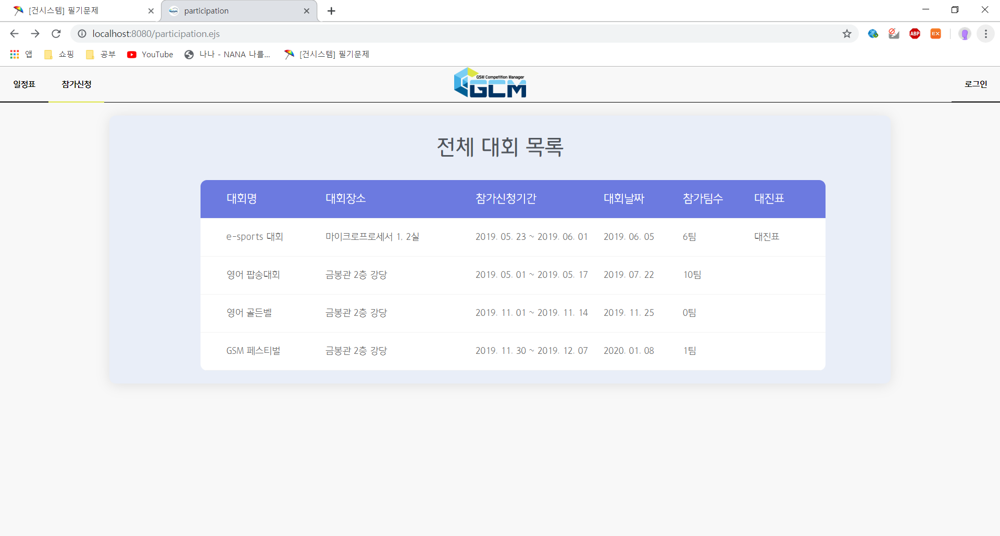 [건시스템] 필기문제
participation
localhost:8080/participation.ejs
ABP
EX
앱
쇼핑
공부
YouTube
나나 - NANA 나를...
[건시스템] 필기문제
일정표
참가신청
GSM Competition Manager
GCM
로그인
전체 대회 목록
대회명 대회장소 참가신청기간 대회날짜 참가팀수 대진표
e-sports 대회 마이크로프로세서 1, 2실 2019. 05. 23 ~ 2019. 06. 01 2019. 06. 05 6팀 대진표
영어 팝송대회 금봉관 2층 강당 2019. 05. 01 ~ 2019. 05. 17 2019. 07. 22 10팀
영어 골든벨 금봉관 2층 강당 2019. 11. 01 ~ 2019. 11. 14 2019. 11. 25 0팀
GSM 페스티벌 금봉관 2층 강당 2019. 11. 30 ~ 2019. 12. 07 2020. 01. 08 1팀